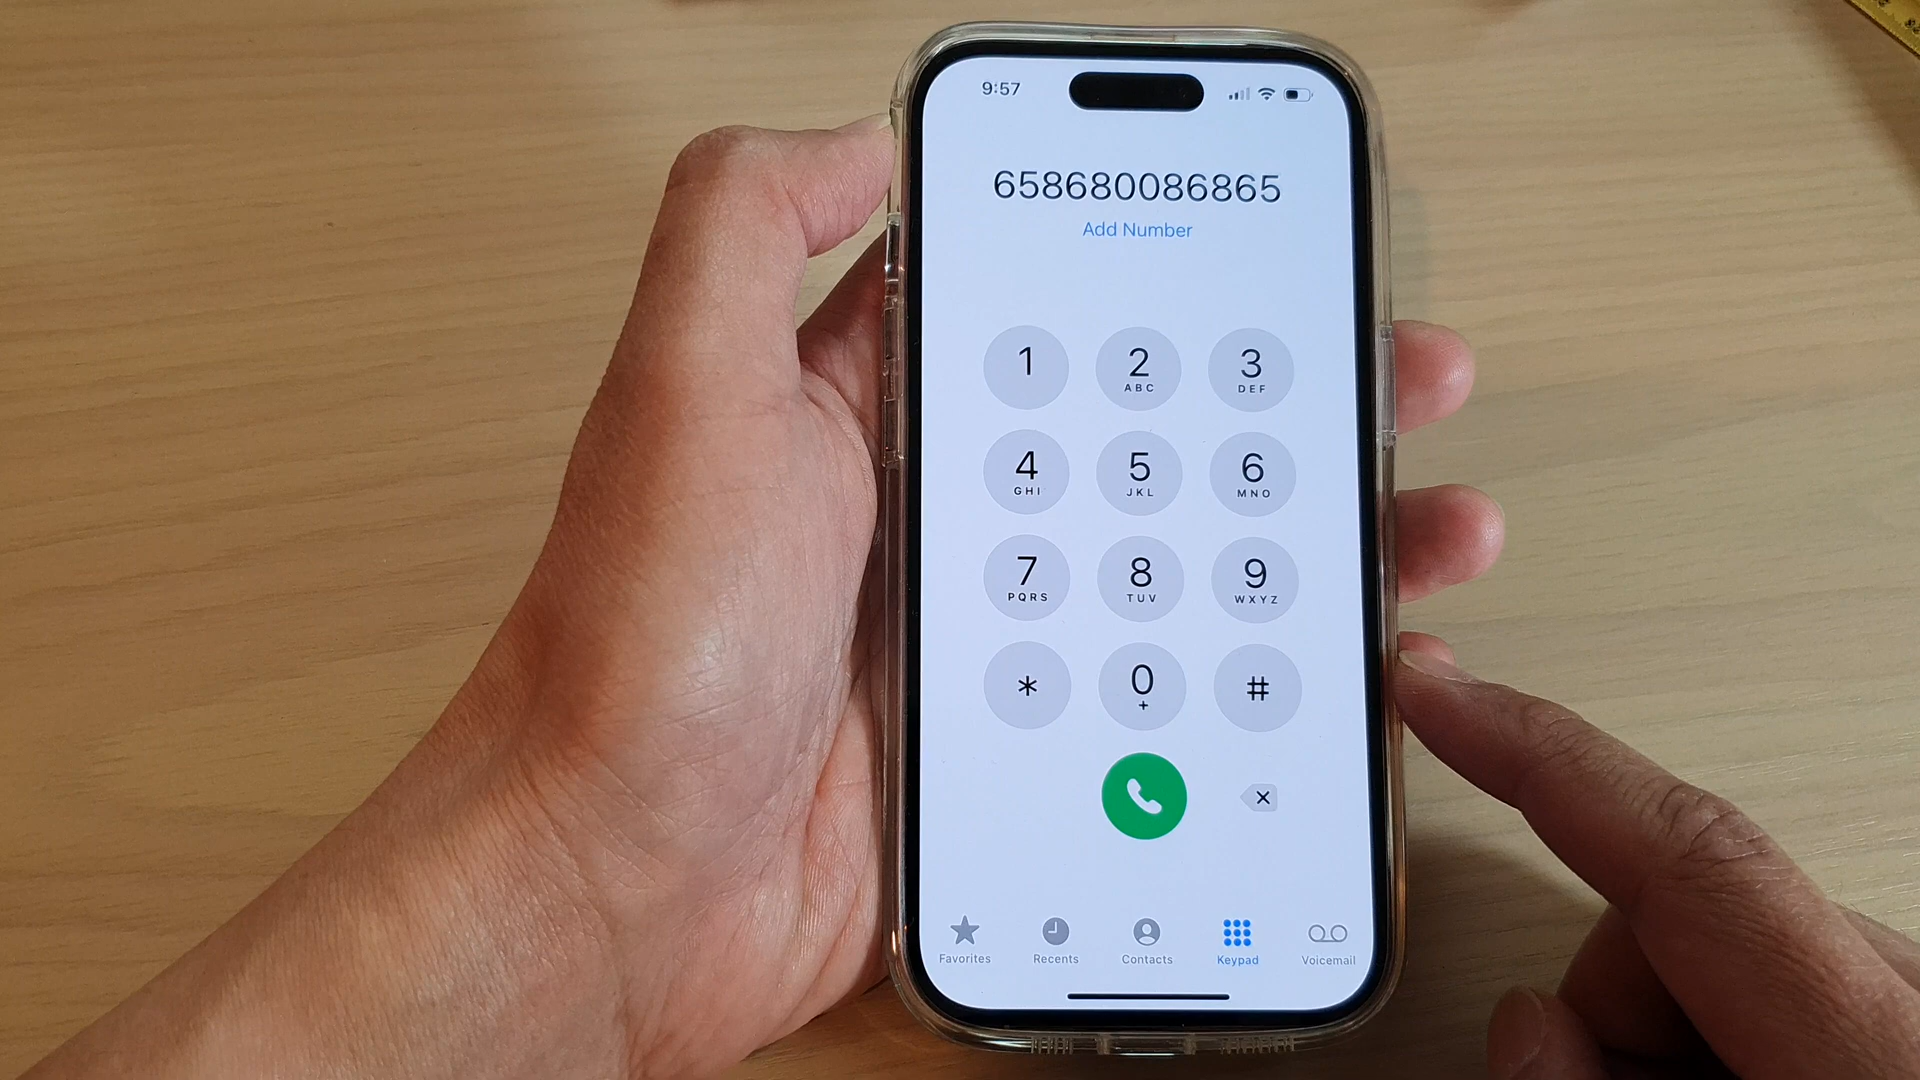 9:57
658680086865
Add Number
1 2 3
ABC DEF
4 5 6
GHI JKL MNO
7 8 9
PQRS TUV WXYZ
* 0 #
+
Favorites Recents Contacts Keypad Voicemail